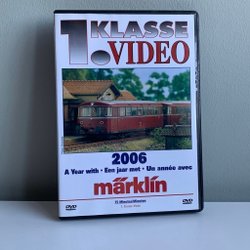 1. KLASSE
VIDEO
2006
A Year with • Een jaar met • Un année avec
märklin
DVD
DVD